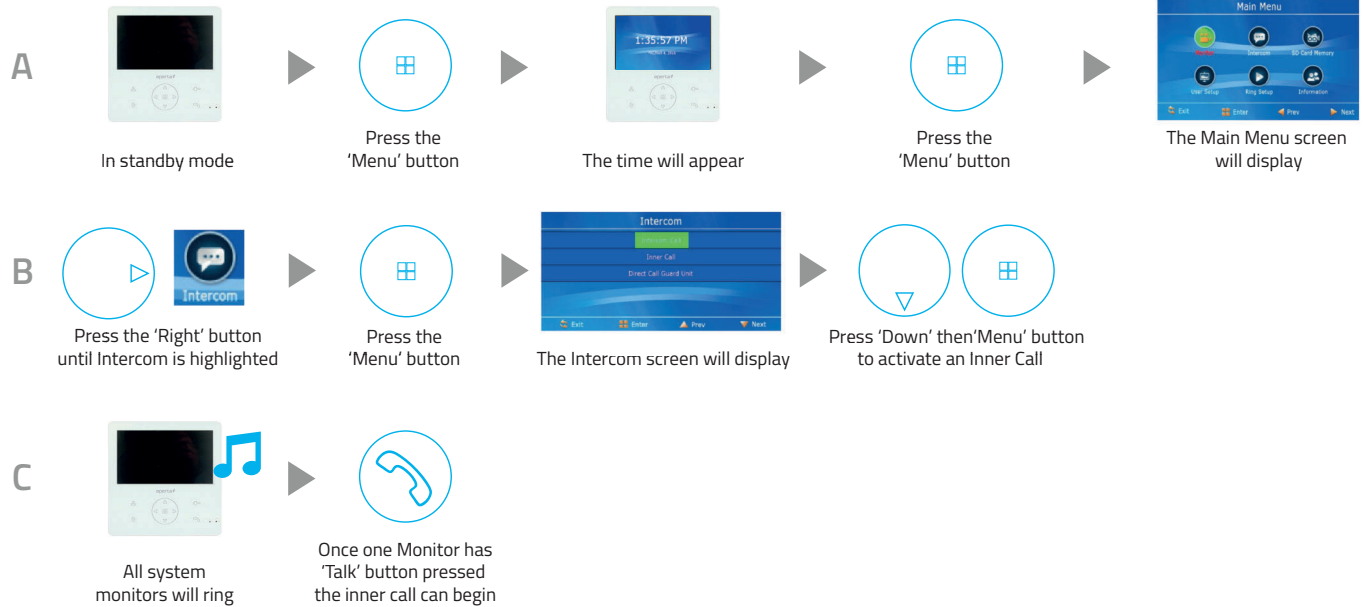 A
1:35:57 PM
Press the
'Menu' button
In standby mode
The time will appear
Press the
'Menu' button
Main Menu
Intercom
SD Card Memory
User Setup
Ring Setup
Information
Exit
Enter
Prev
Next
The Main Menu screen
will display
B
Intercom
Press the 'Right' button
until Intercom is highlighted
Press the
'Menu' button
Intercom
Intercom Call
Inner Call
Direct Call Guard Unit
Exit
Enter
Prev
Next
The Intercom screen will display
Press 'Down' then'Menu' button
to activate an Inner Call
C
All system
monitors will ring
Once one Monitor has
'Talk' button pressed
the inner call can begin